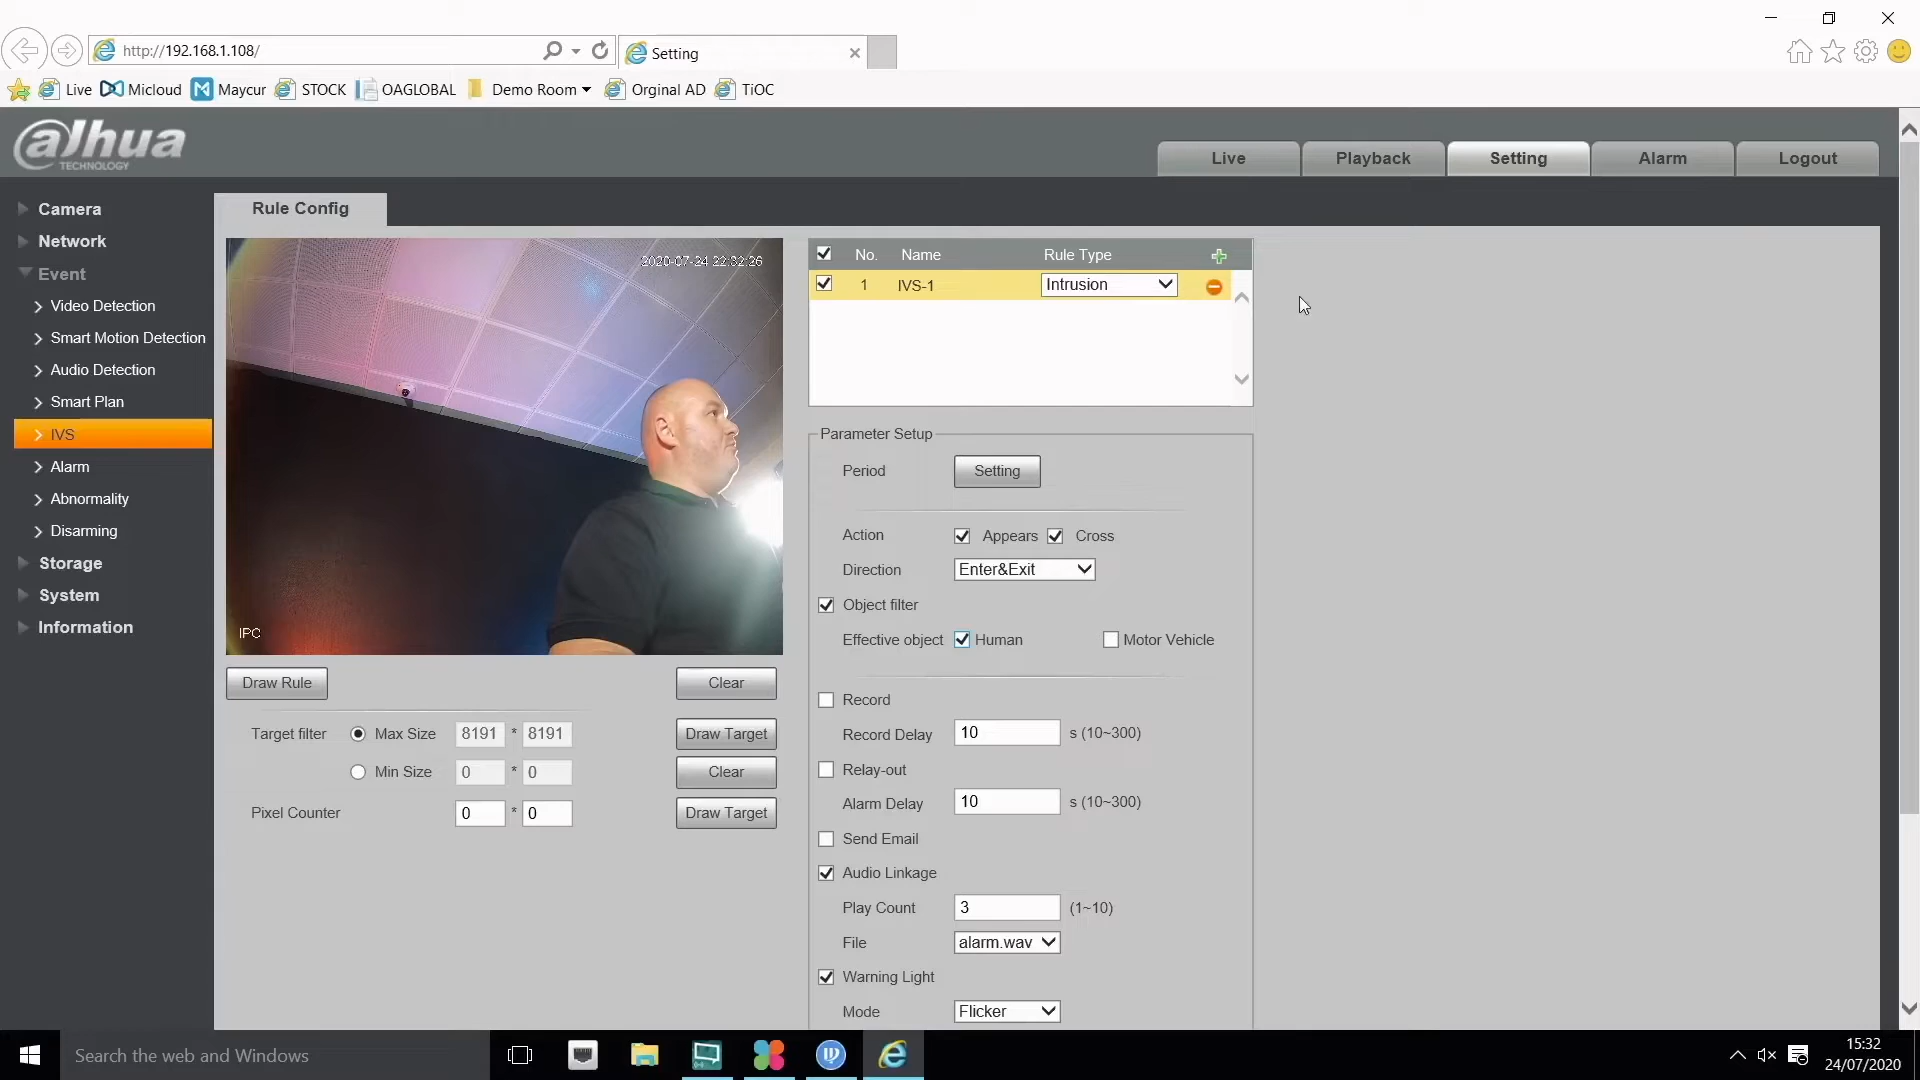 http://192.168.1.108/
Setting
Live
Micloud
Maycur
STOCK
OAGLOBAL
Demo Room
Orginal AD
TiOC
alhua
TECHNOLOGY
Live
Playback
Setting
Alarm
Logout
Camera
Network
Event
Video Detection
Smart Motion Detection
Audio Detection
Smart Plan
IVS
Alarm
Abnormality
Disarming
Storage
System
Information
Rule Config
2020-07-24 22:32:26
IPC
Draw Rule
Clear
Target filter Max Size 8191 * 8191 Draw Target
Min Size 0 * 0 Clear
Pixel Counter 0 * 0 Draw Target
No. Name Rule Type
1 IVS-1 Intrusion
Parameter Setup
Period Setting
Action Appears Cross
Direction Enter&Exit
Object filter
Effective object Human Motor Vehicle
Record
Record Delay 10 s (10~300)
Relay-out
Alarm Delay 10 s (10~300)
Send Email
Audio Linkage
Play Count 3 (1~10)
File alarm.wav
Warning Light
Mode Flicker
Search the web and Windows
15:32
24/07/2020